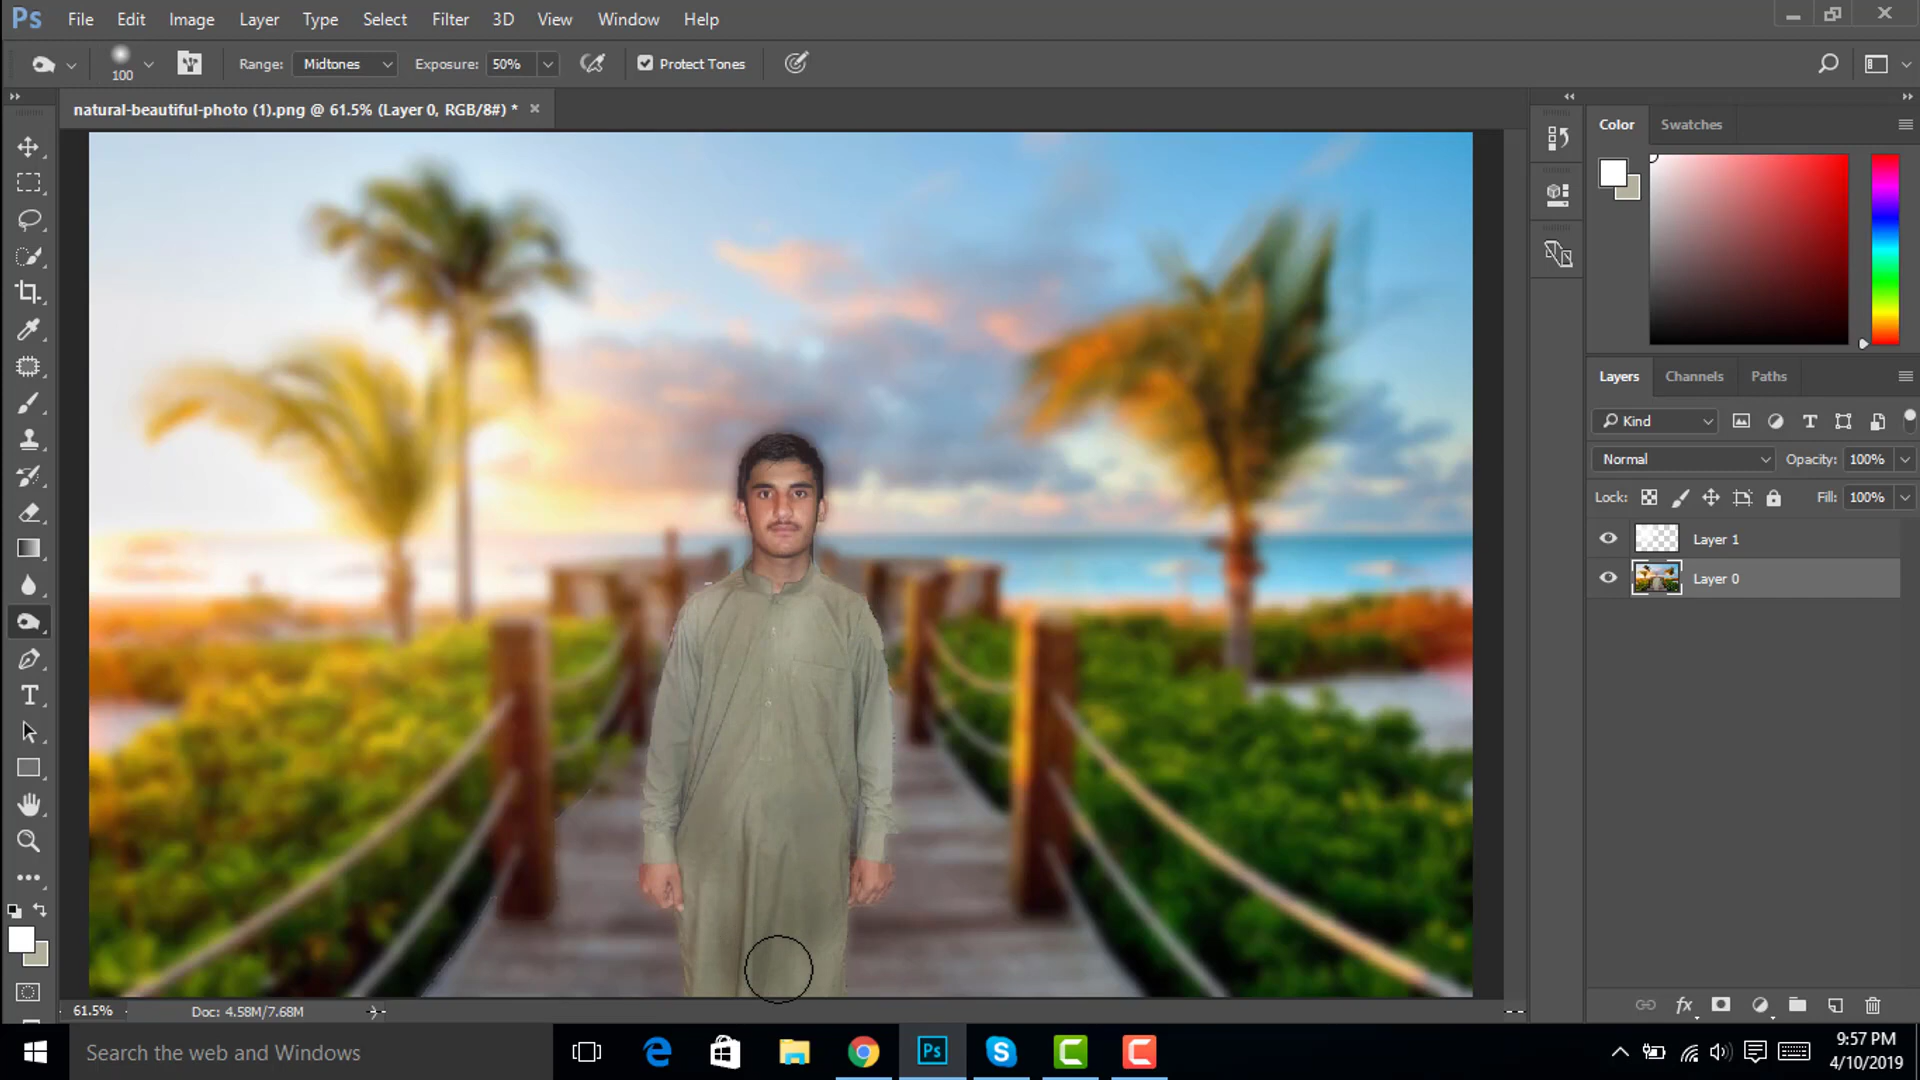 Ps File Edit Image Layer Type Select Filter 3D View Window Help
100 Range: Midtones Exposure: 50% Protect Tones
natural-beautiful-photo (1).png @ 61.5% (Layer 0, RGB/8#) *
Color Swatches
Layers Channels Paths
Kind
Normal Opacity: 100%
Lock: Fill: 100%
Layer 1
Layer 0
fx
61.5% Doc: 4.58M/7.68M
Search the web and Windows
Ps
9:57 PM
4/10/2019